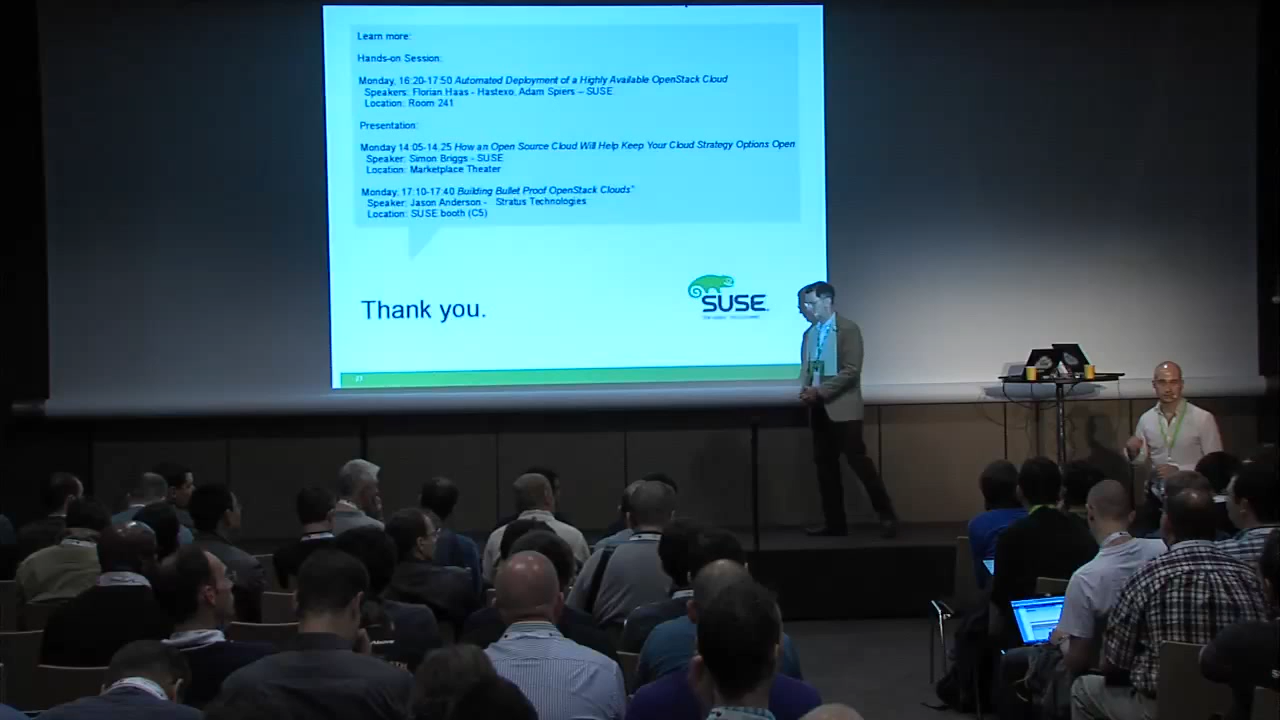 Learn more:
Hands-on Session:
Monday, 16:20-17:50 Automated Deployment of a Highly Available OpenStack Cloud
Speakers: Florian Haas - Hastexo, Adam Spiers – SUSE
Location: Room 241
Presentation:
Monday 14:05-14.25 How an Open Source Cloud Will Help Keep Your Cloud Strategy Options Open
Speaker: Simon Briggs - SUSE
Location: Marketplace Theater
Monday, 17:10-17:40 Building Bullet Proof OpenStack Clouds"
Speaker: Jason Anderson - Stratus Technologies
Location: SUSE booth (C5)
Thank you.
SUSE